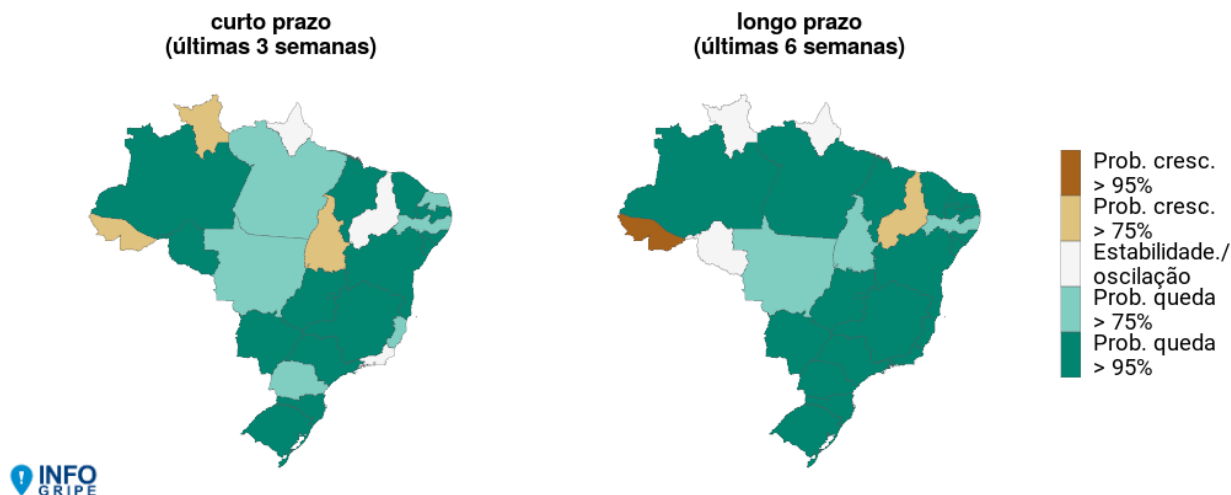 curto prazo
(últimas 3 semanas)
longo prazo
(últimas 6 semanas)
Prob. cresc.
> 95%
Prob. cresc.
> 75%
Estabilidade./
oscilação
Prob. queda
> 75%
Prob. queda
> 95%
INFO
GRIPE